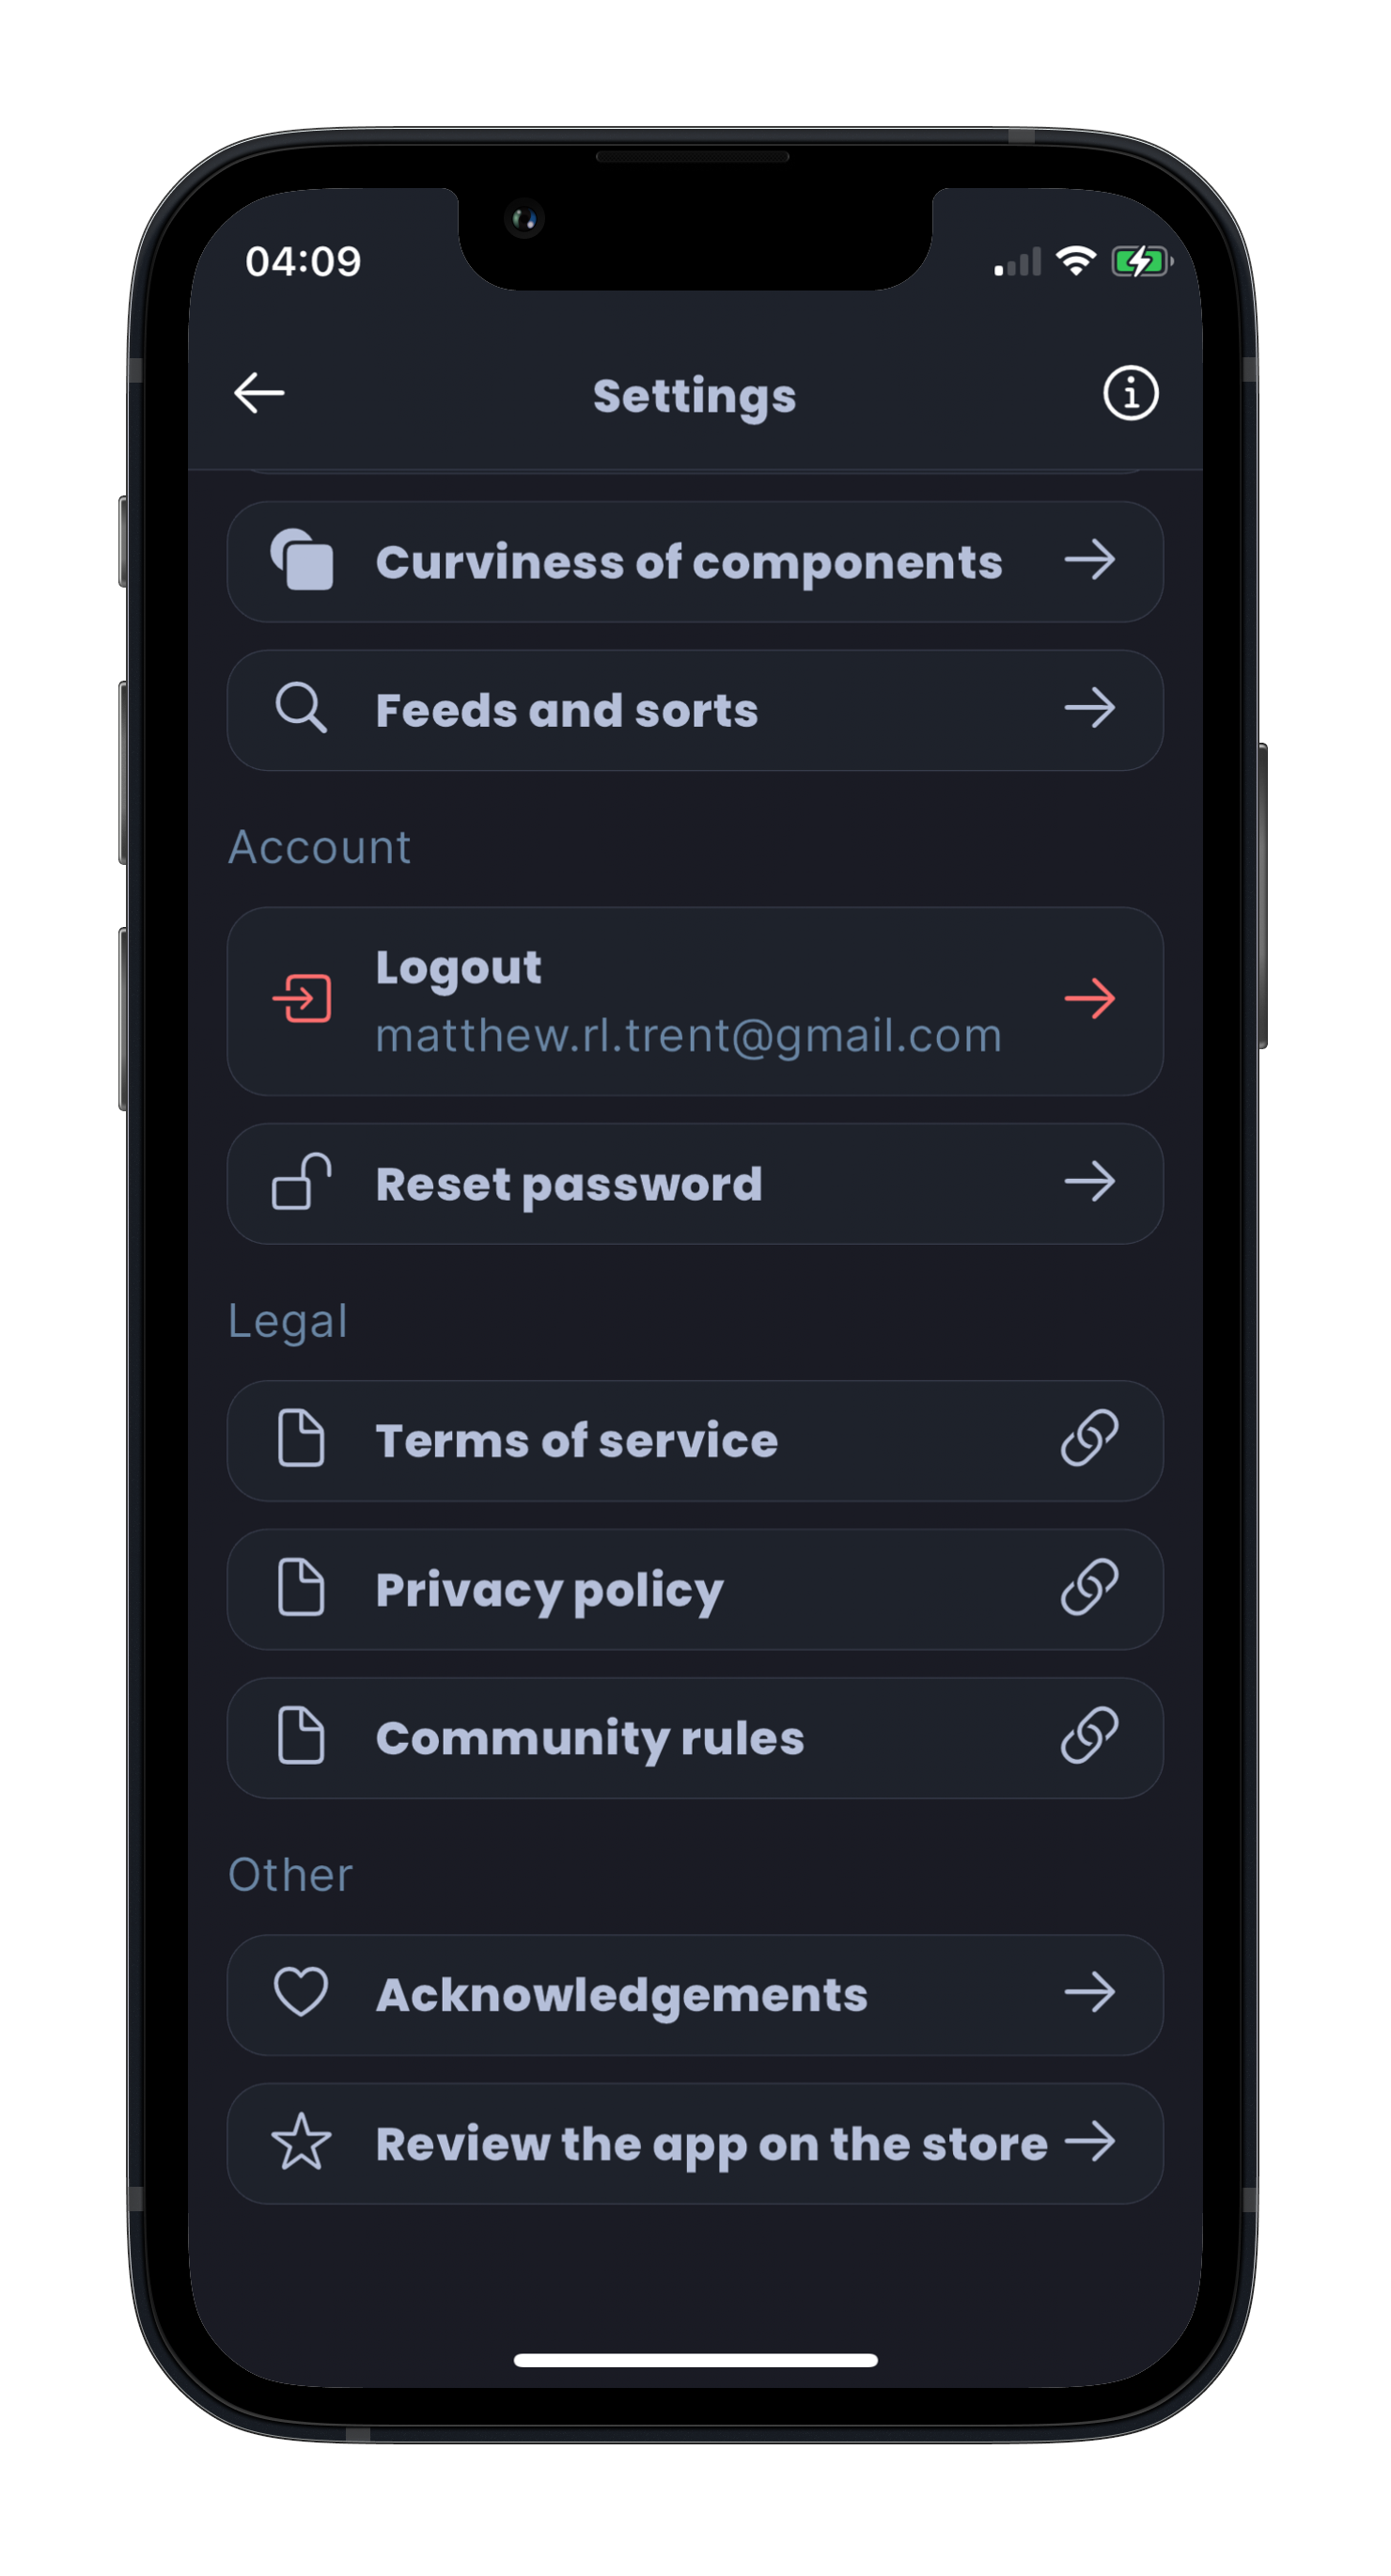 04:09
Settings
Curviness of components
Feeds and sorts
Account
Logout
matthew.rl.trent@gmail.com
Reset password
Legal
Terms of service
Privacy policy
Community rules
Other
Acknowledgements
Review the app on the store